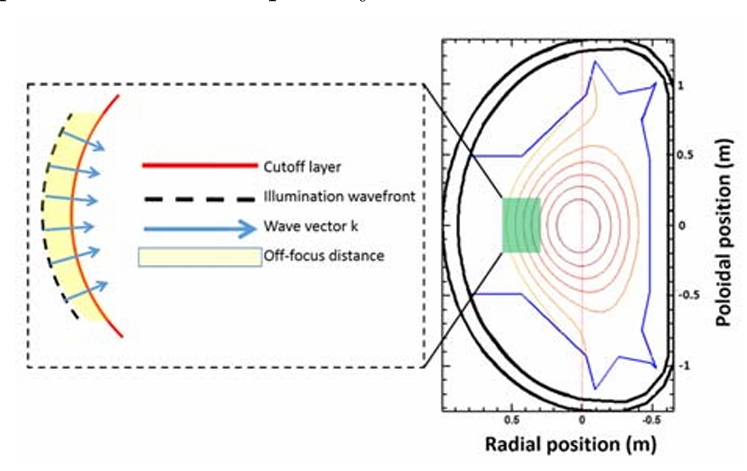 Cutoff layer
Illumination wavefront
Wave vector k
Off-focus distance
1
0.5
0
-0.5
-1
Poloidal position (m)
0.5
0
-0.5
Radial position (m)